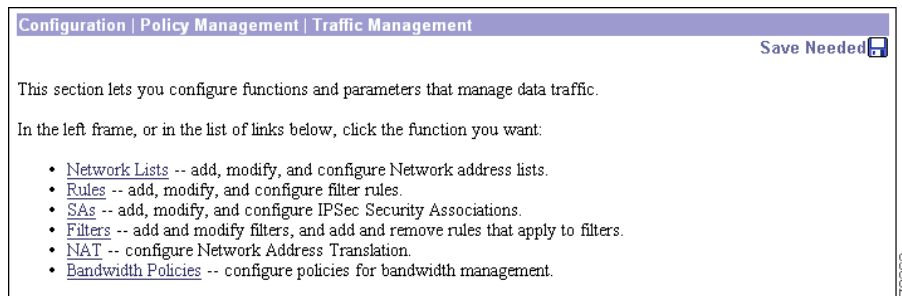 Configuration | Policy Management | Traffic Management
Save Needed
This section lets you configure functions and parameters that manage data traffic.
In the left frame, or in the list of links below, click the function you want:
• Network Lists -- add, modify, and configure Network address lists.
• Rules -- add, modify, and configure filter rules.
• SAs -- add, modify, and configure IPSec Security Associations.
• Filters -- add and modify filters, and add and remove rules that apply to filters.
• NAT -- configure Network Address Translation.
• Bandwidth Policies -- configure policies for bandwidth management.